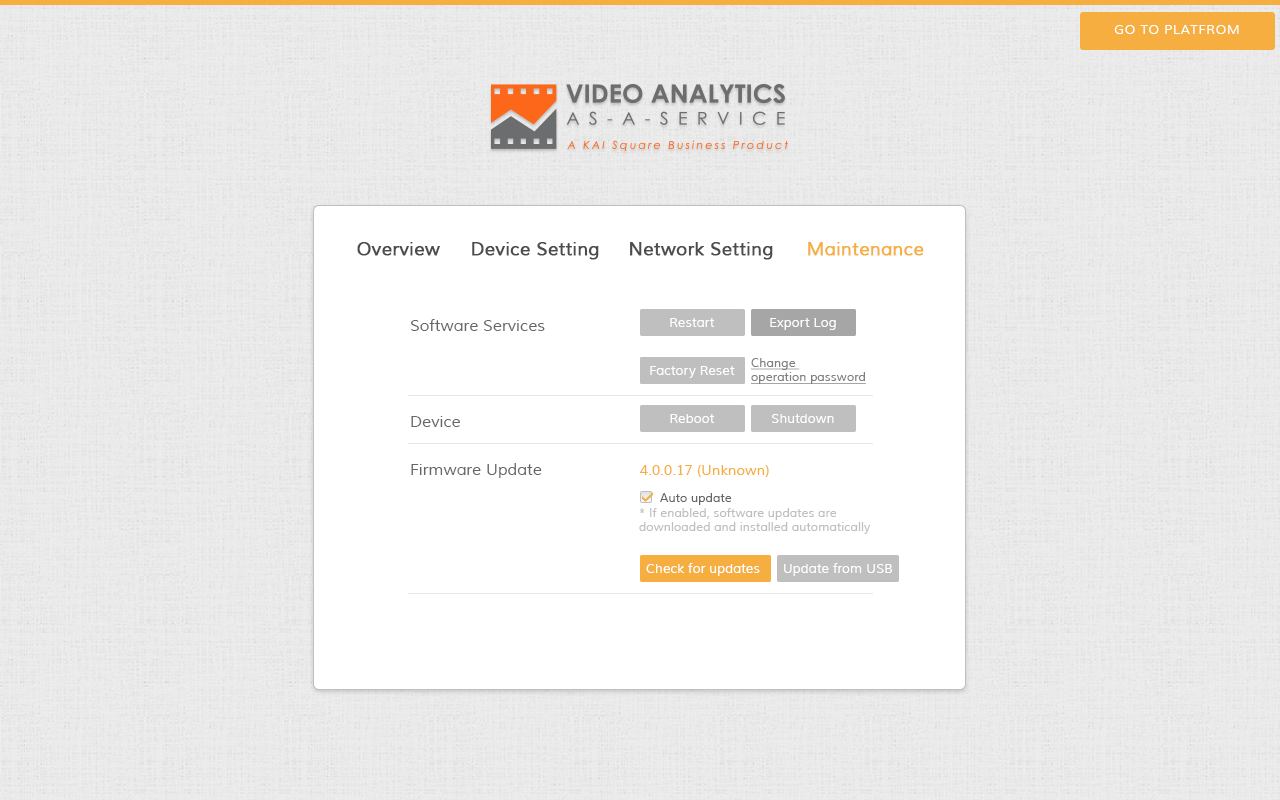 GO TO PLATFROM
VIDEO ANALYTICS
AS-A-SERVICE
A KAI Square Business Product
Overview Device Setting Network Setting Maintenance
Software Services Restart Export Log
Factory Reset Change
operation password
Device Reboot Shutdown
Firmware Update 4.0.0.17 (Unknown)
Auto update
* If enabled, software updates are
downloaded and installed automatically
Check for updates Update from USB